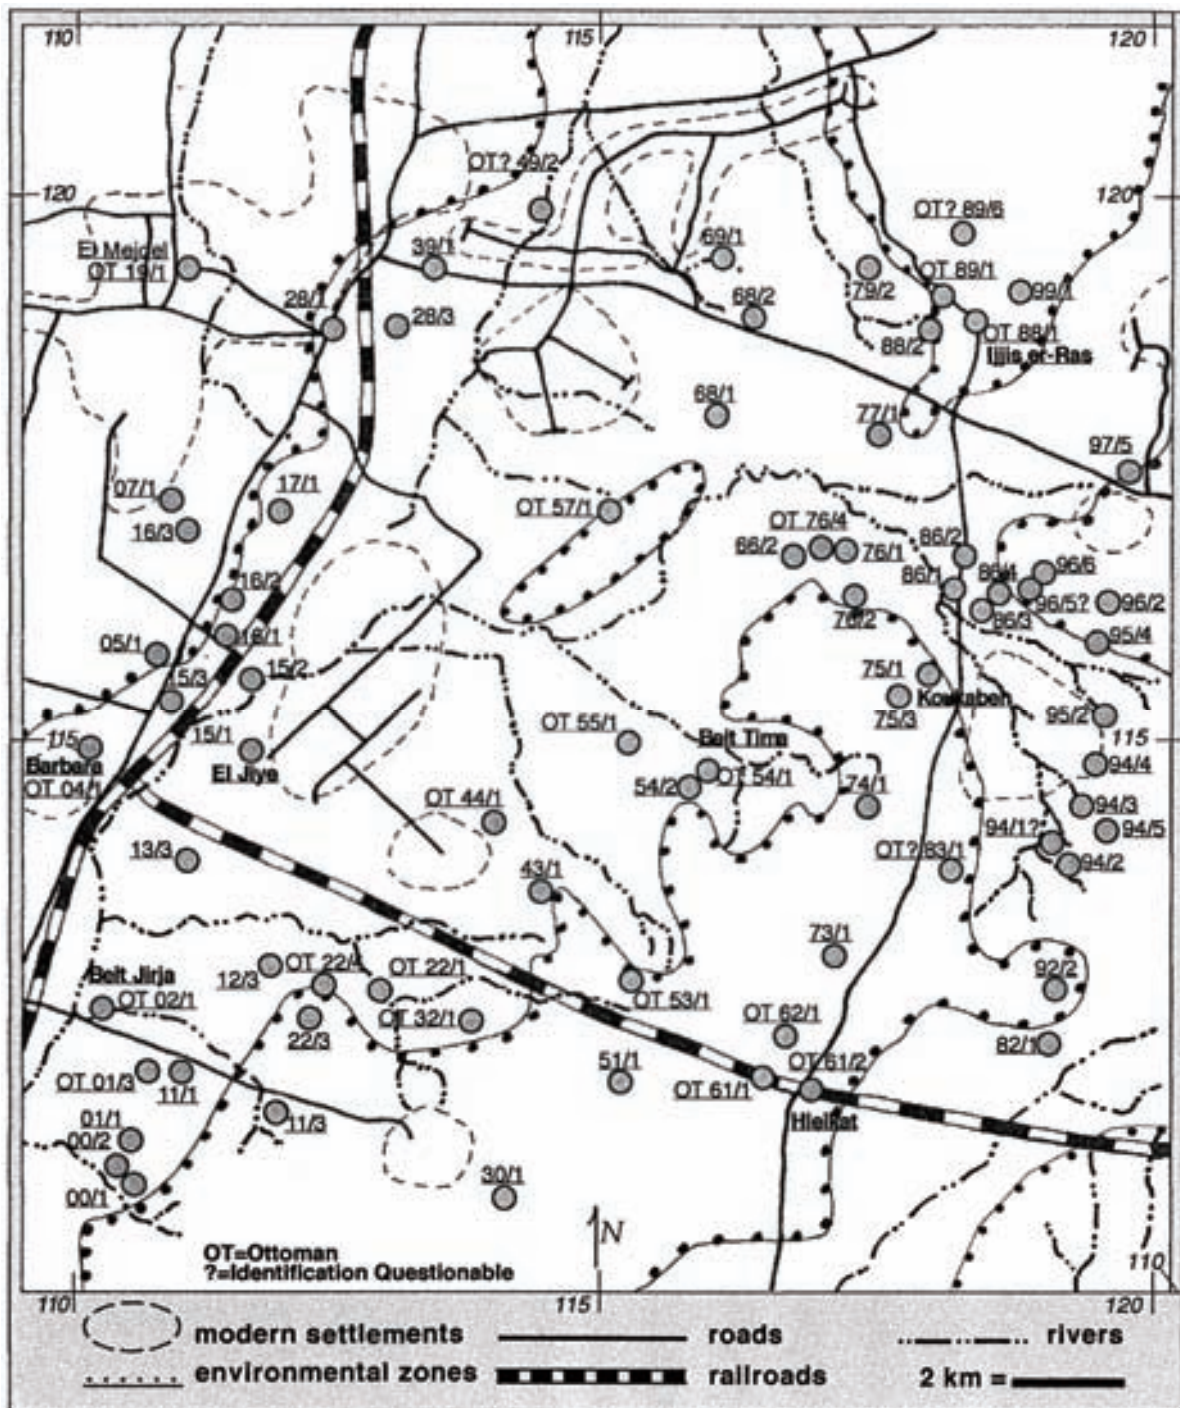 110
115
120
OT? 49/2
120
120
OT? 89/6
El Mejdel
OT 19/1
39/1
69/1
79/2
OT 89/1
99/1
28/1
28/3
68/2
88/2
OT 88/1
Ijjis er-Ras
68/1
77/1
97/5
07/1
17/1
16/3
OT 57/1
OT 76/4
66/2
76/1
86/2
86/1
86/4
96/6
16/2
76/2
86/3
96/5?
96/2
05/1
16/1
95/4
15/3
15/2
75/1
Kowkabeh
75/3
95/2
115
15/1
OT 55/1
Beit Tima
115
Barbara
OT 04/1
El Jiye
54/2
OT 54/1
94/4
OT 44/1
74/1
94/3
94/1?
94/5
13/3
43/1
OT? 83/1
94/2
73/1
12/3
OT 22/4
OT 22/1
92/2
Beit Jirja
OT 02/1
OT 53/1
22/3
OT 32/1
OT 62/1
82/1
OT 01/3
11/1
51/1
OT 61/1
OT 61/2
Hleikat
01/1
11/3
00/2
00/1
30/1
N
OT=Ottoman
?=Identification Questionable
110
110
115
120
modern settlements
roads
rivers
environmental zones
railroads
2 km =